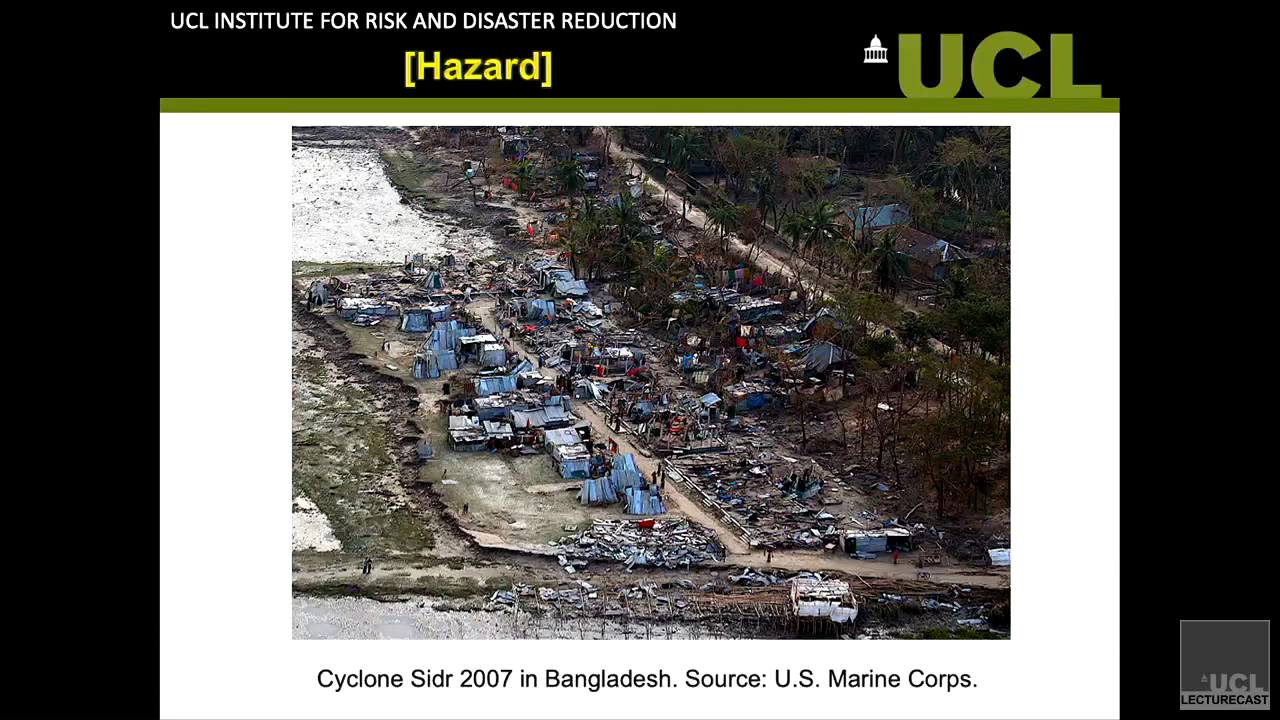 UCL INSTITUTE FOR RISK AND DISASTER REDUCTION
[Hazard]
UCL
Cyclone Sidr 2007 in Bangladesh. Source: U.S. Marine Corps.
UCL
LECTURECAST